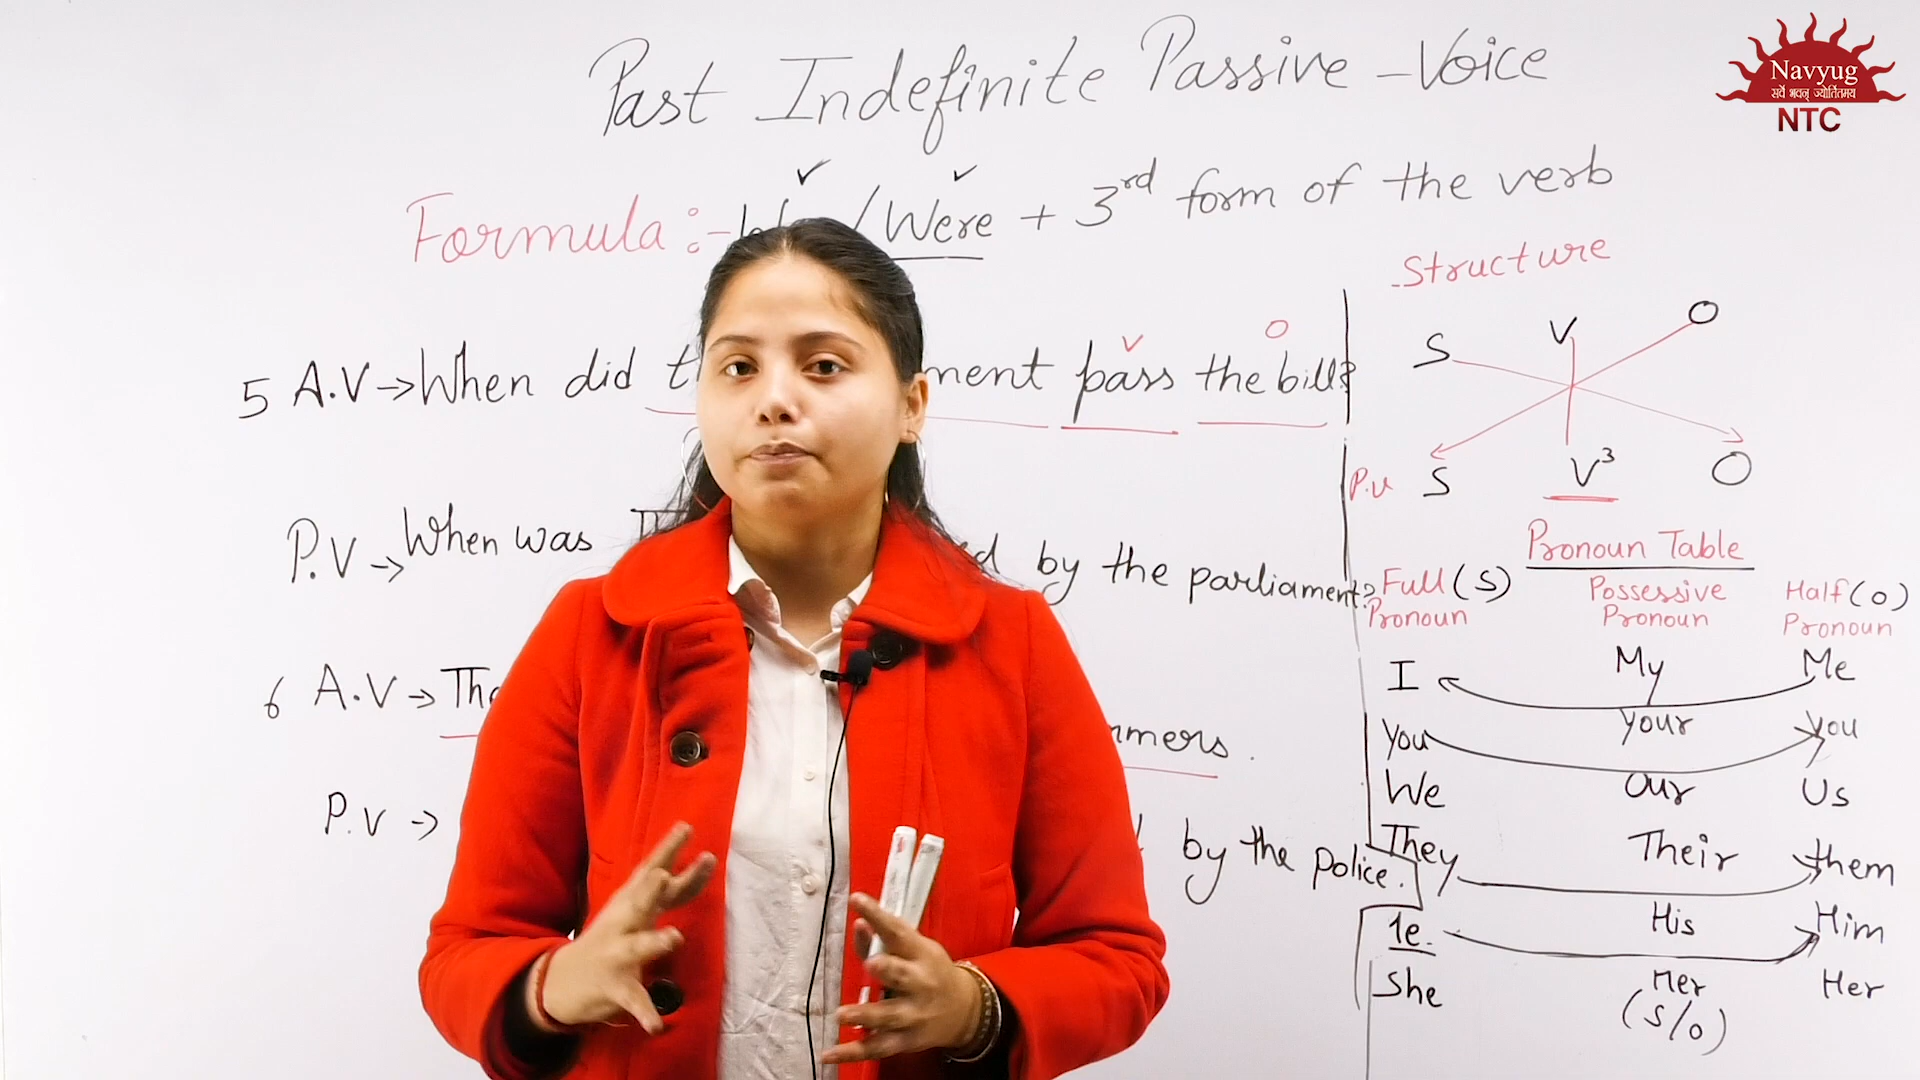 Past Indefinite Passive - Voice
Navyug
सर्वे भवन् ज्योतिर्तमय
NTC
Formula :- / Were + 3rd form of the verb
Structure
S V O
5 A.V → When did pass the bill?
V O
P.V S V3 O
P.V → When was by the parliament?
Pronoun Table
Full (S) Pronoun Possessive Pronoun Half (O) Pronoun
I My Me
6 A.V →
You Your You
We Our Us
P.V → by the police.
They Their them
He His Him
She Her (S/O) Her